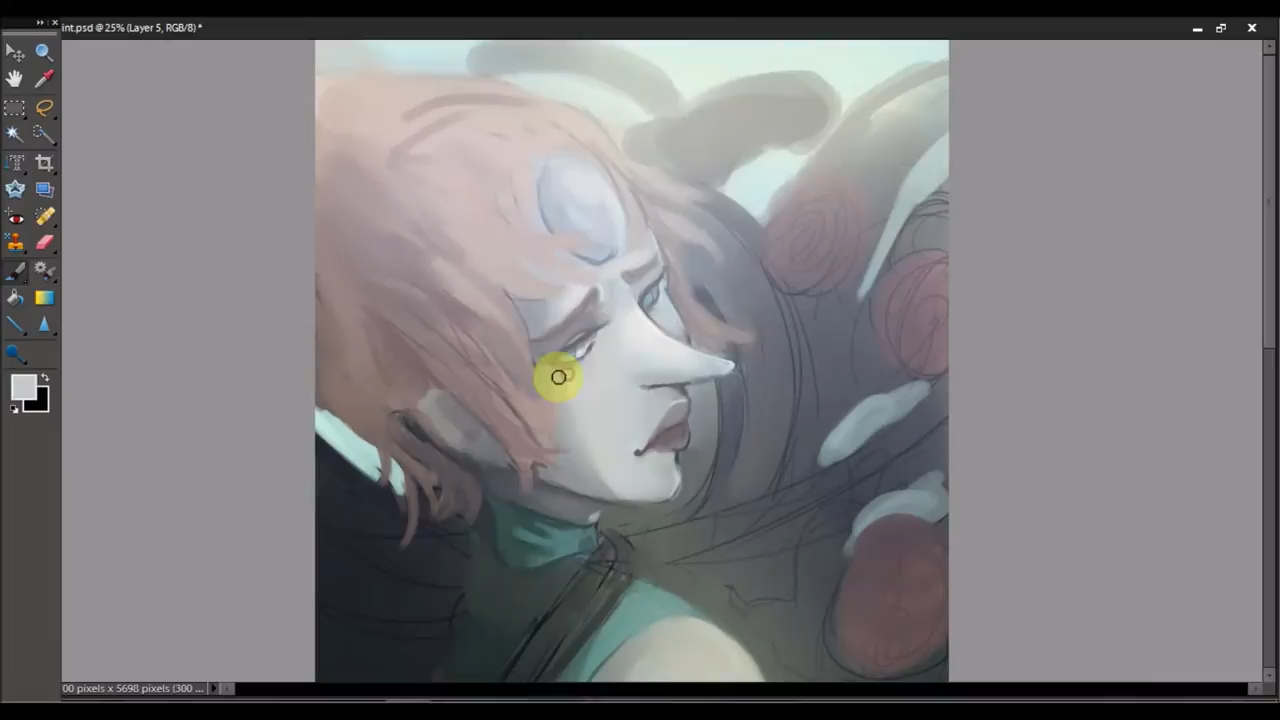 int.psd @ 25% (Layer 5, RGB/8) *
00 pixels x 5698 pixels (300 ...